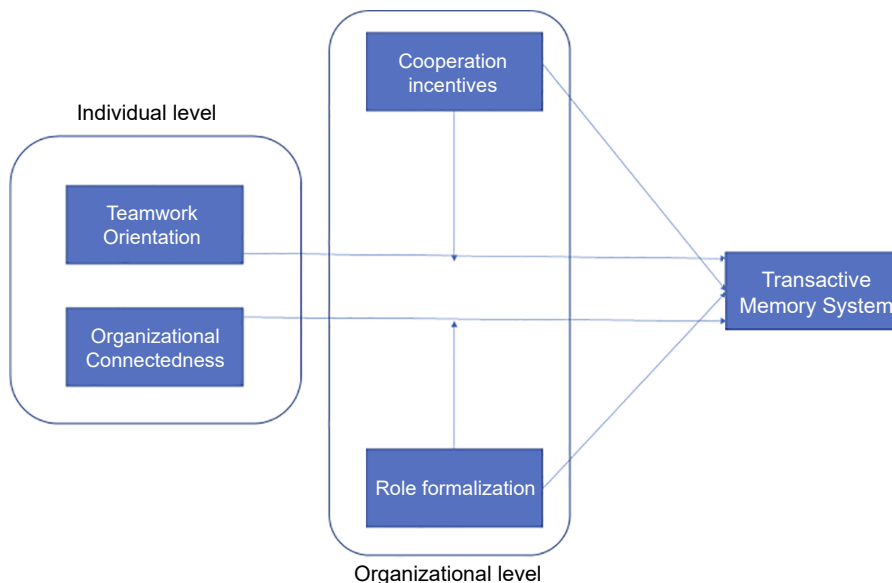 Cooperation
incentives
Individual level
Teamwork
Orientation
Transactive
Memory System
Organizational
Connectedness
Role formalization
Organizational level